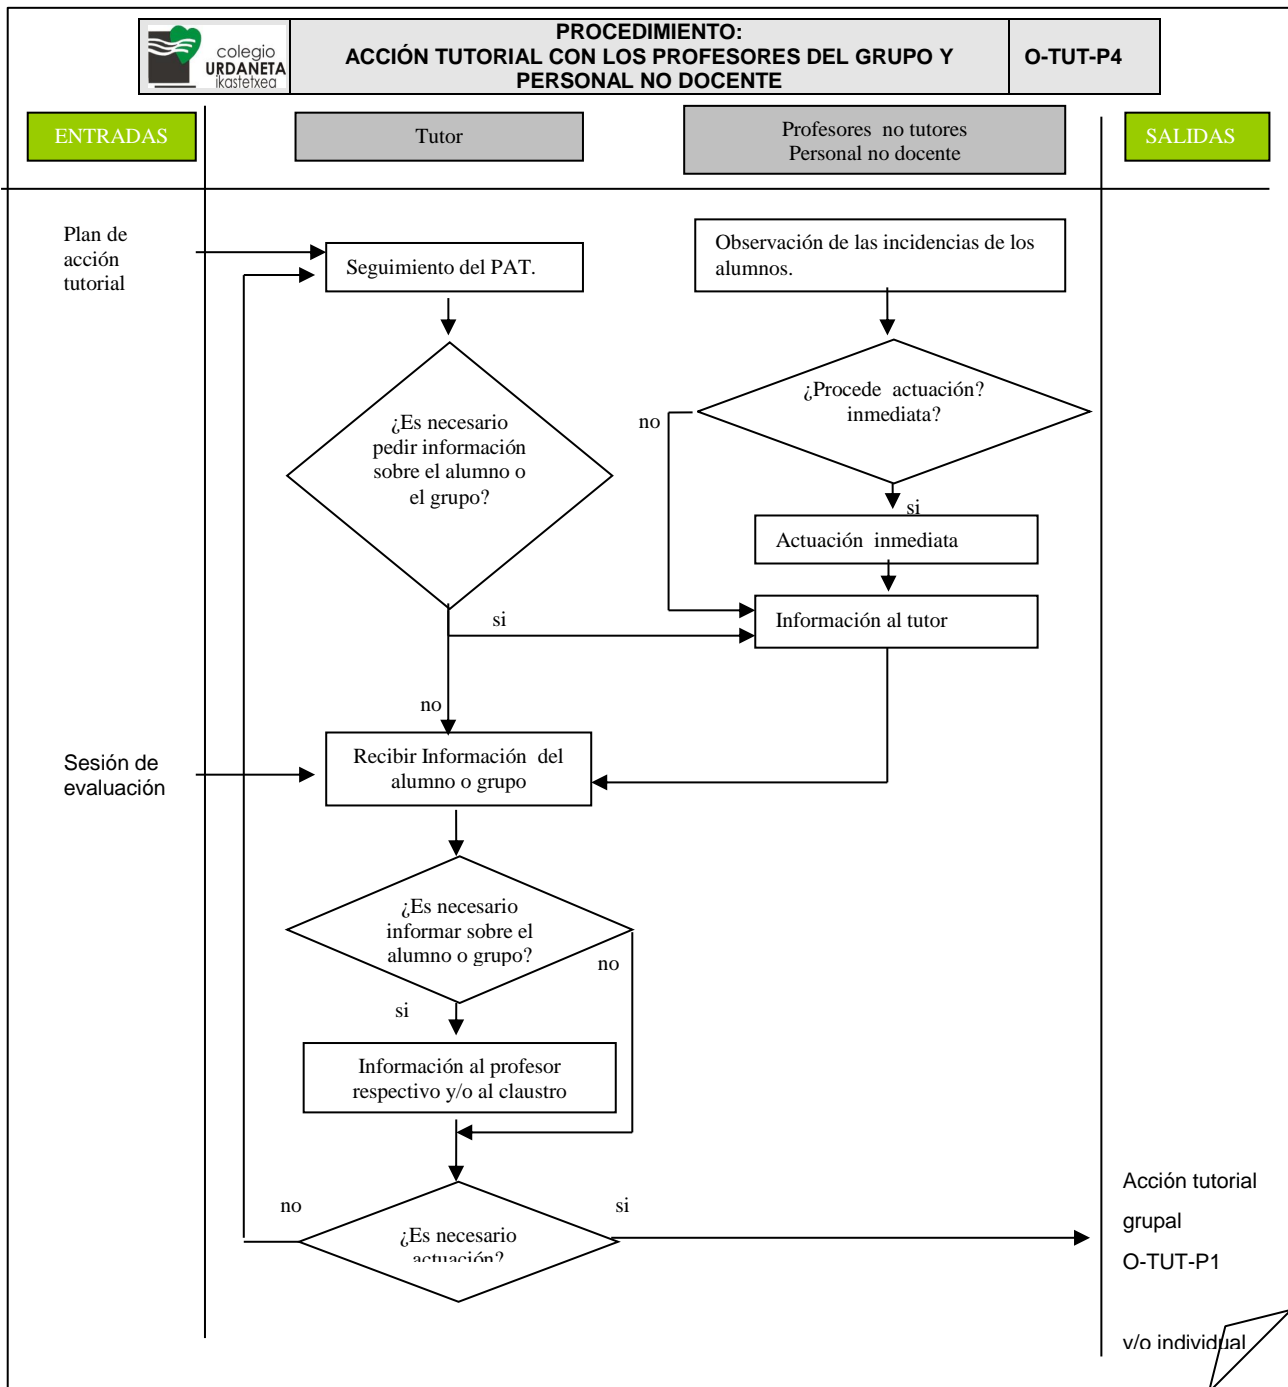 colegio
URDANETA
ikastetxea
PROCEDIMIENTO:
ACCIÓN TUTORIAL CON LOS PROFESORES DEL GRUPO Y
PERSONAL NO DOCENTE
O-TUT-P4
ENTRADAS
Tutor
Profesores no tutores
Personal no docente
SALIDAS
Plan de
acción
tutorial
Seguimiento del PAT.
Observación de las incidencias de los
alumnos.
¿Es necesario
pedir información
sobre el alumno o
el grupo?
¿Procede actuación?
inmediata?
no
si
Actuación inmediata
Información al tutor
si
no
Sesión de
evaluación
Recibir Información del
alumno o grupo
¿Es necesario
informar sobre el
alumno o grupo?
no
si
Información al profesor
respectivo y/o al claustro
no
si
¿Es necesario
actuación?
Acción tutorial
grupal
O-TUT-P1
y/o individual